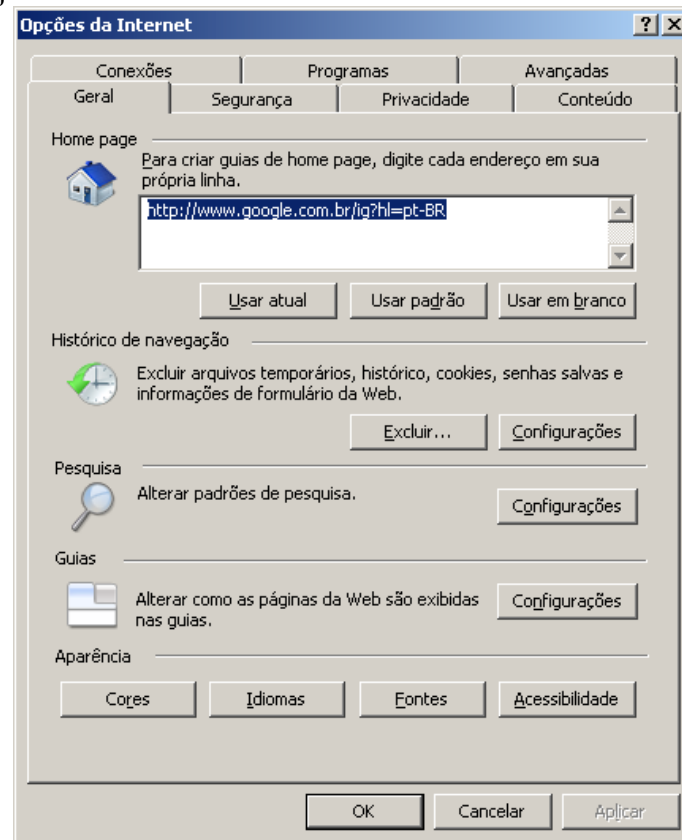 Opções da Internet
Conexões Programas Avançadas
Geral Segurança Privacidade Conteúdo
Home page
Para criar guias de home page, digite cada endereço em sua
própria linha.
http://www.google.com.br/ig?hl=pt-BR
Usar atual Usar padrão Usar em branco
Histórico de navegação
Excluir arquivos temporários, histórico, cookies, senhas salvas e
informações de formulário da Web.
Excluir... Configurações
Pesquisa
Alterar padrões de pesquisa.
Configurações
Guias
Alterar como as páginas da Web são exibidas
nas guias.
Configurações
Aparência
Cores Idiomas Fontes Acessibilidade
OK Cancelar Aplicar